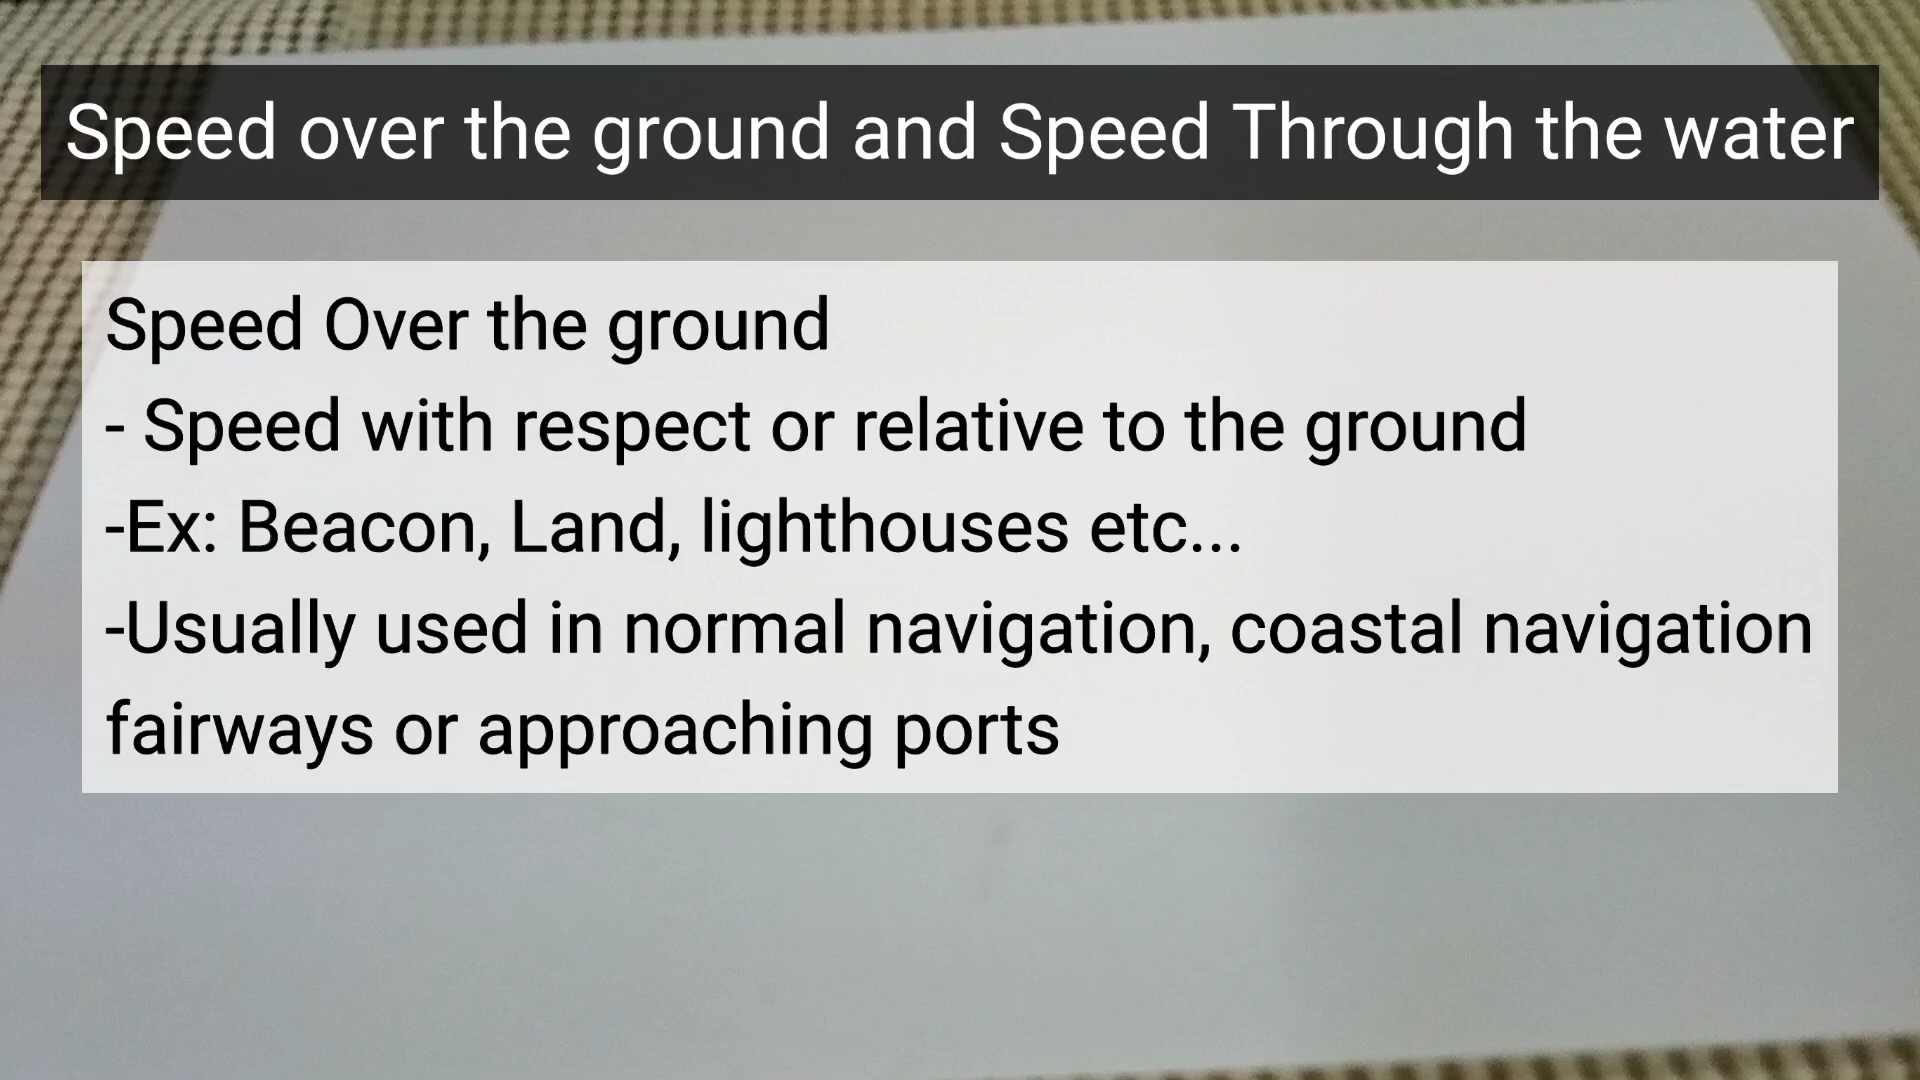 Speed over the ground and Speed Through the water
Speed Over the ground
- Speed with respect or relative to the ground
-Ex: Beacon, Land, lighthouses etc...
-Usually used in normal navigation, coastal navigation
fairways or approaching ports